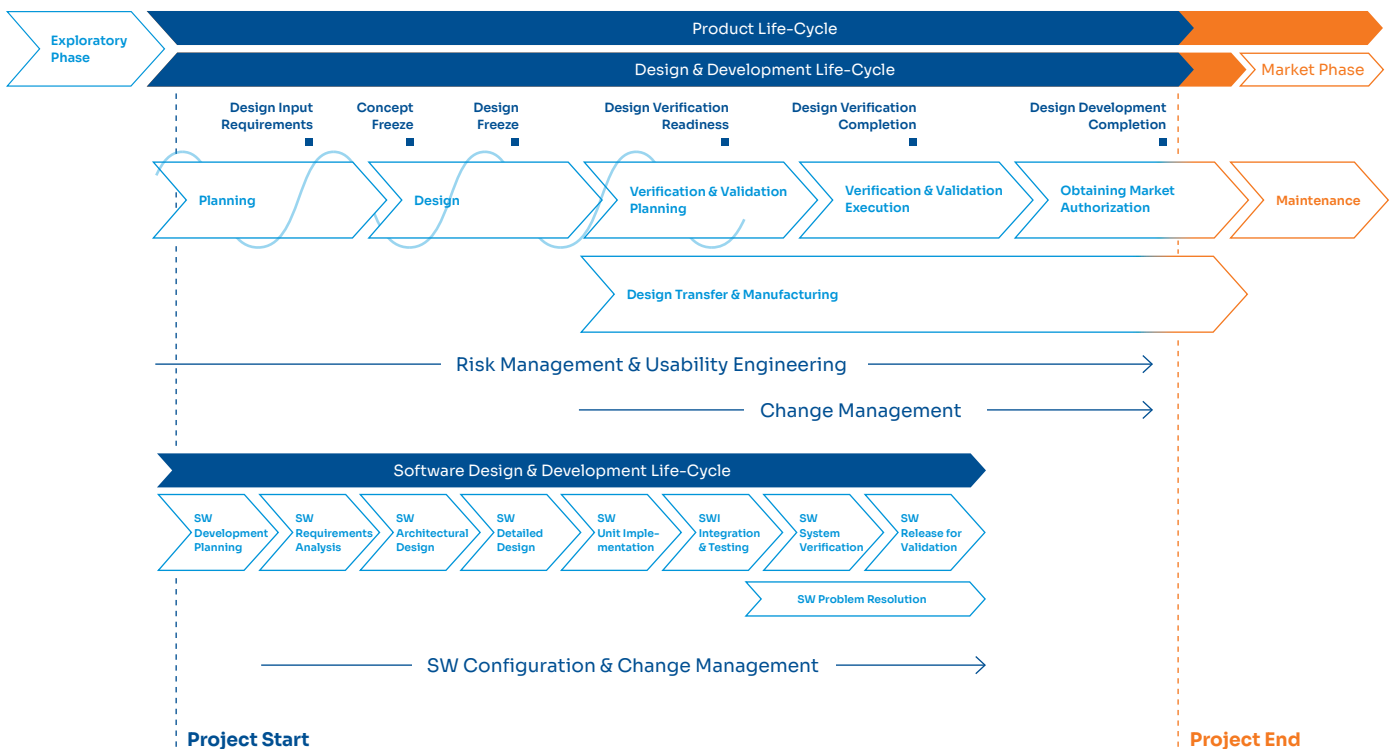 Exploratory
Phase
Product Life-Cycle
Design & Development Life-Cycle
Market Phase
Design Input
Requirements
Concept
Freeze
Design
Freeze
Design Verification
Readiness
Design Verification
Completion
Design Development
Completion
Planning
Design
Verification & Validation
Planning
Verification & Validation
Execution
Obtaining Market
Authorization
Maintenance
Design Transfer & Manufacturing
Risk Management & Usability Engineering
Change Management
Software Design & Development Life-Cycle
SW
Development
Planning
SW
Requirements
Analysis
SW
Architectural
Design
SW
Detailed
Design
SW
Unit Imple-
mentation
SWI
Integration
& Testing
SW
System
Verification
SW
Release for
Validation
SW Problem Resolution
SW Configuration & Change Management
Project Start
Project End